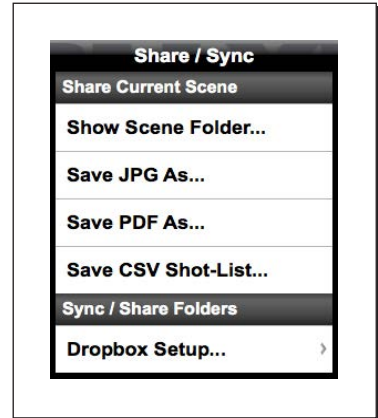 Share / Sync
Share Current Scene
Show Scene Folder...
Save JPG As...
Save PDF As...
Save CSV Shot-List...
Sync / Share Folders
Dropbox Setup...